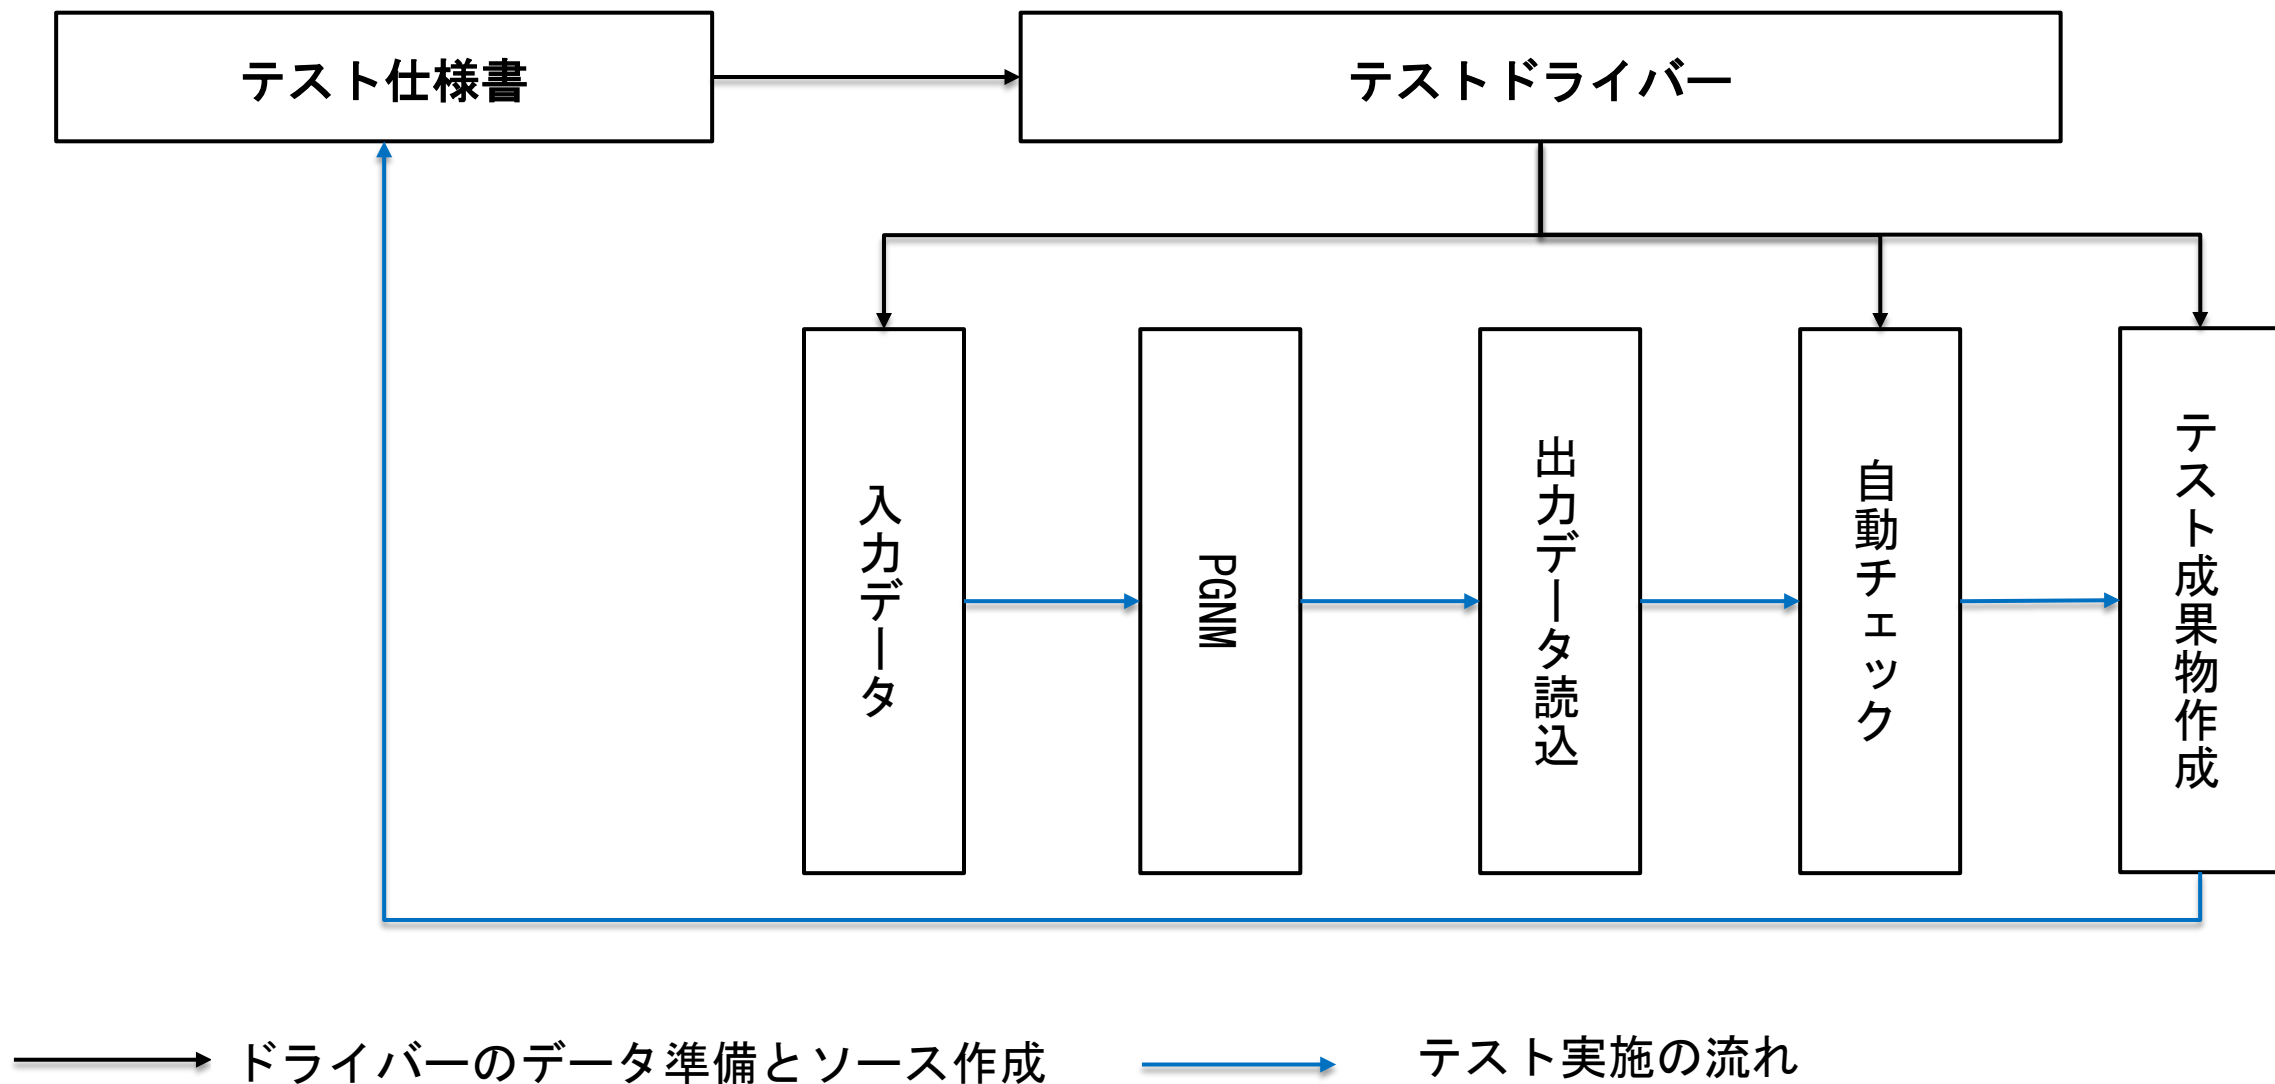 テスト仕様書
テストドライバー
入力データ
PGNM
出力データ読込
自動チェック
テスト成果物作成
ドライバーのデータ準備とソース作成
テスト実施の流れ